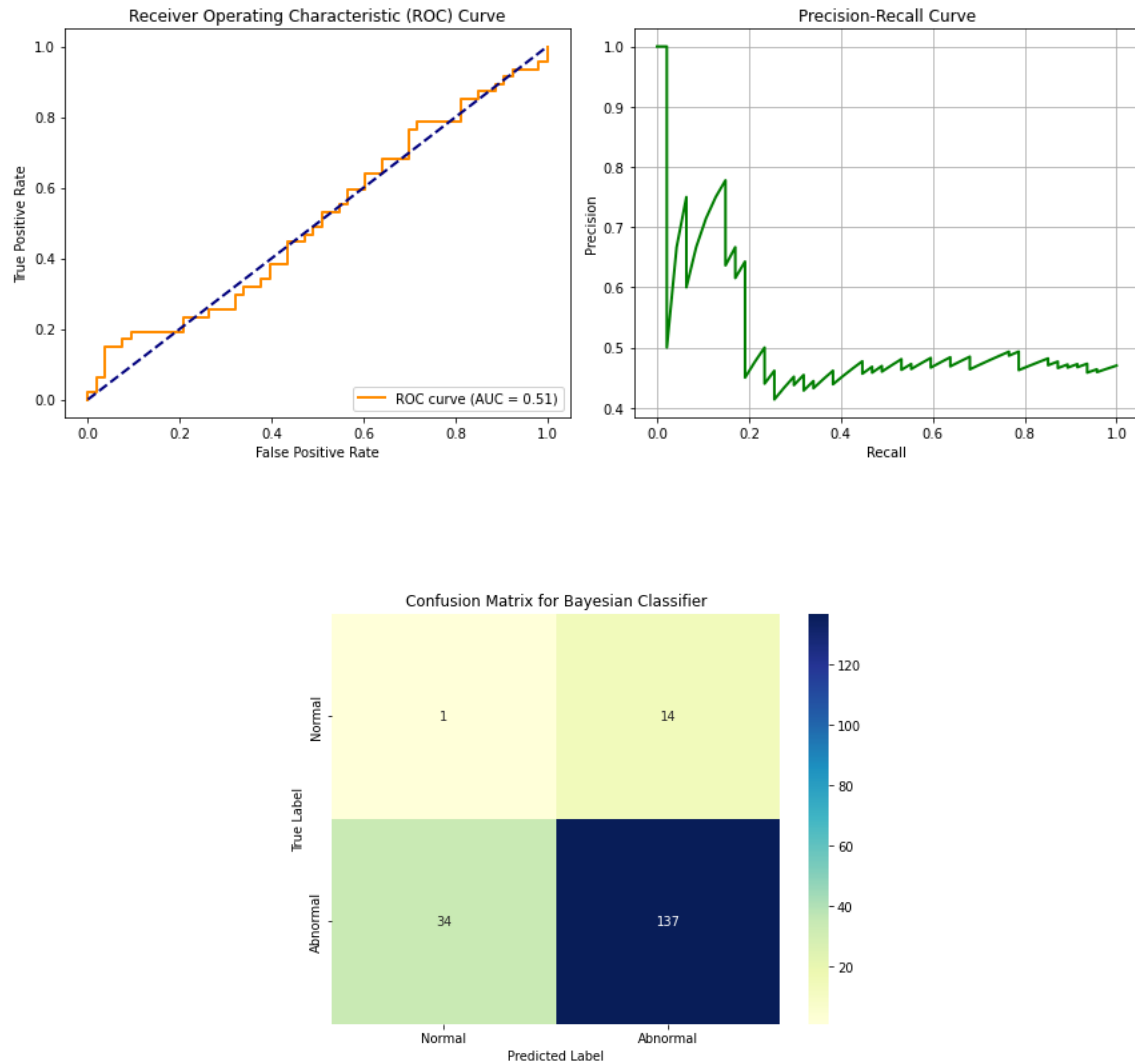 Receiver Operating Characteristic (ROC) Curve
1.0
0.8
0.6
0.4
0.2
0.0
True Positive Rate
ROC curve (AUC = 0.51)
0.0 0.2 0.4 0.6 0.8 1.0
False Positive Rate
Precision-Recall Curve
1.0
0.9
0.8
0.7
0.6
0.5
0.4
Precision
0.0 0.2 0.4 0.6 0.8 1.0
Recall
Confusion Matrix for Bayesian Classifier
True Label
Normal
Abnormal
1 14
34 137
Normal Abnormal
Predicted Label
120
100
80
60
40
20